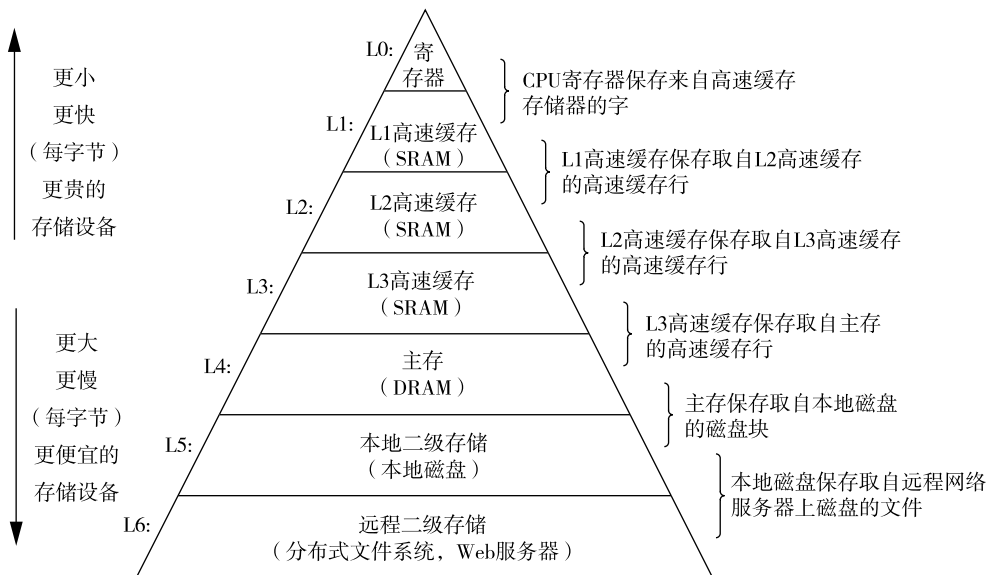 L0:
寄
存器
L1:
L1高速缓存
（SRAM）
L2:
L2高速缓存
（SRAM）
L3:
L3高速缓存
（SRAM）
L4:
主存
（DRAM）
L5:
本地二级存储
（本地磁盘）
L6:
远程二级存储
（分布式文件系统，Web服务器）
更小
更快
（每字节）
更贵的
存储设备
更大
更慢
（每字节）
更便宜的
存储设备
CPU寄存器保存来自高速缓存
存储器的字
L1高速缓存保存取自L2高速缓存
的高速缓存行
L2高速缓存保存取自L3高速缓存
的高速缓存行
L3高速缓存保存取自主存
的高速缓存行
主存保存取自本地磁盘
的磁盘块
本地磁盘保存取自远程网络
服务器上磁盘的文件